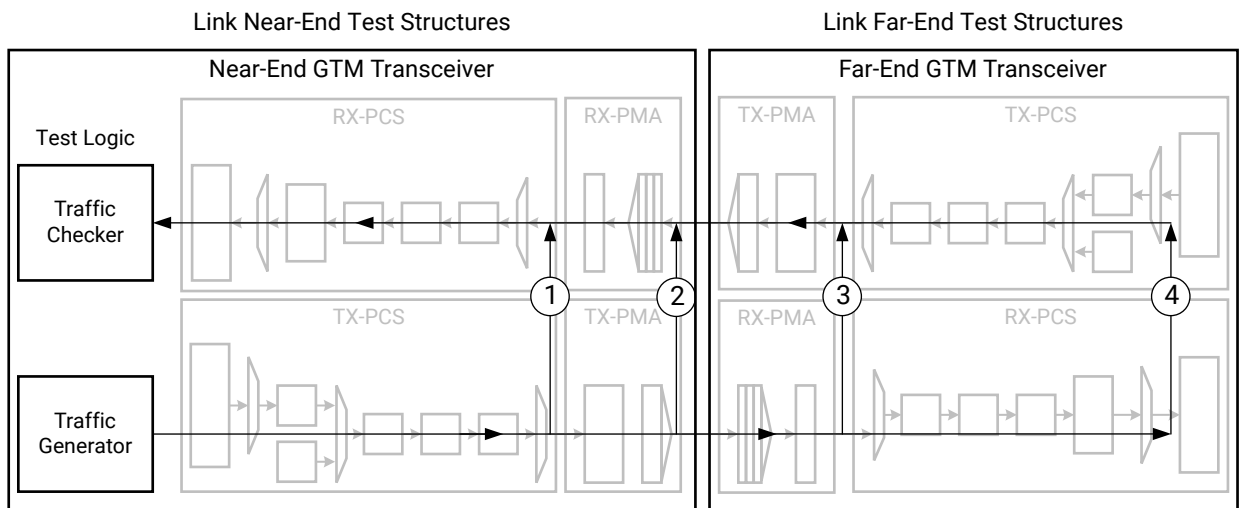 Link Near-End Test Structures
Link Far-End Test Structures
Near-End GTM Transceiver
Far-End GTM Transceiver
RX-PCS
RX-PMA
TX-PMA
TX-PCS
Test Logic
Traffic
Checker
1
2
3
4
TX-PCS
TX-PMA
RX-PMA
RX-PCS
Traffic
Generator